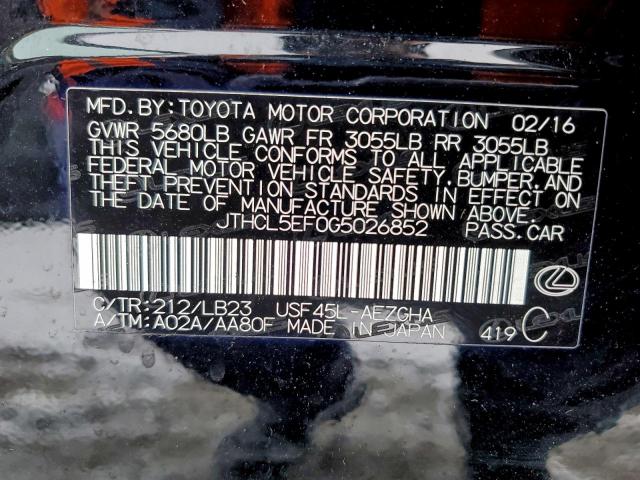 MFD. BY: TOYOTA MOTOR CORPORATION 02/16
GVWR 5680LB GAWR FR 3055LB RR 3055LB
THIS VEHICLE CONFORMS TO ALL APPLICABLE
FEDERAL MOTOR VEHICLE SAFETY, BUMPER, AND
THEFT PREVENTION STANDARDS IN EFFECT ON
THE DATE OF MANUFACTURE SHOWN ABOVE.
JTHCL5EF0G5026852 PASS.CAR
C/TR:212/LB23 USF45L-AEZGHA
A/TM:A02A/AA80F MADE IN JAPAN 419 C